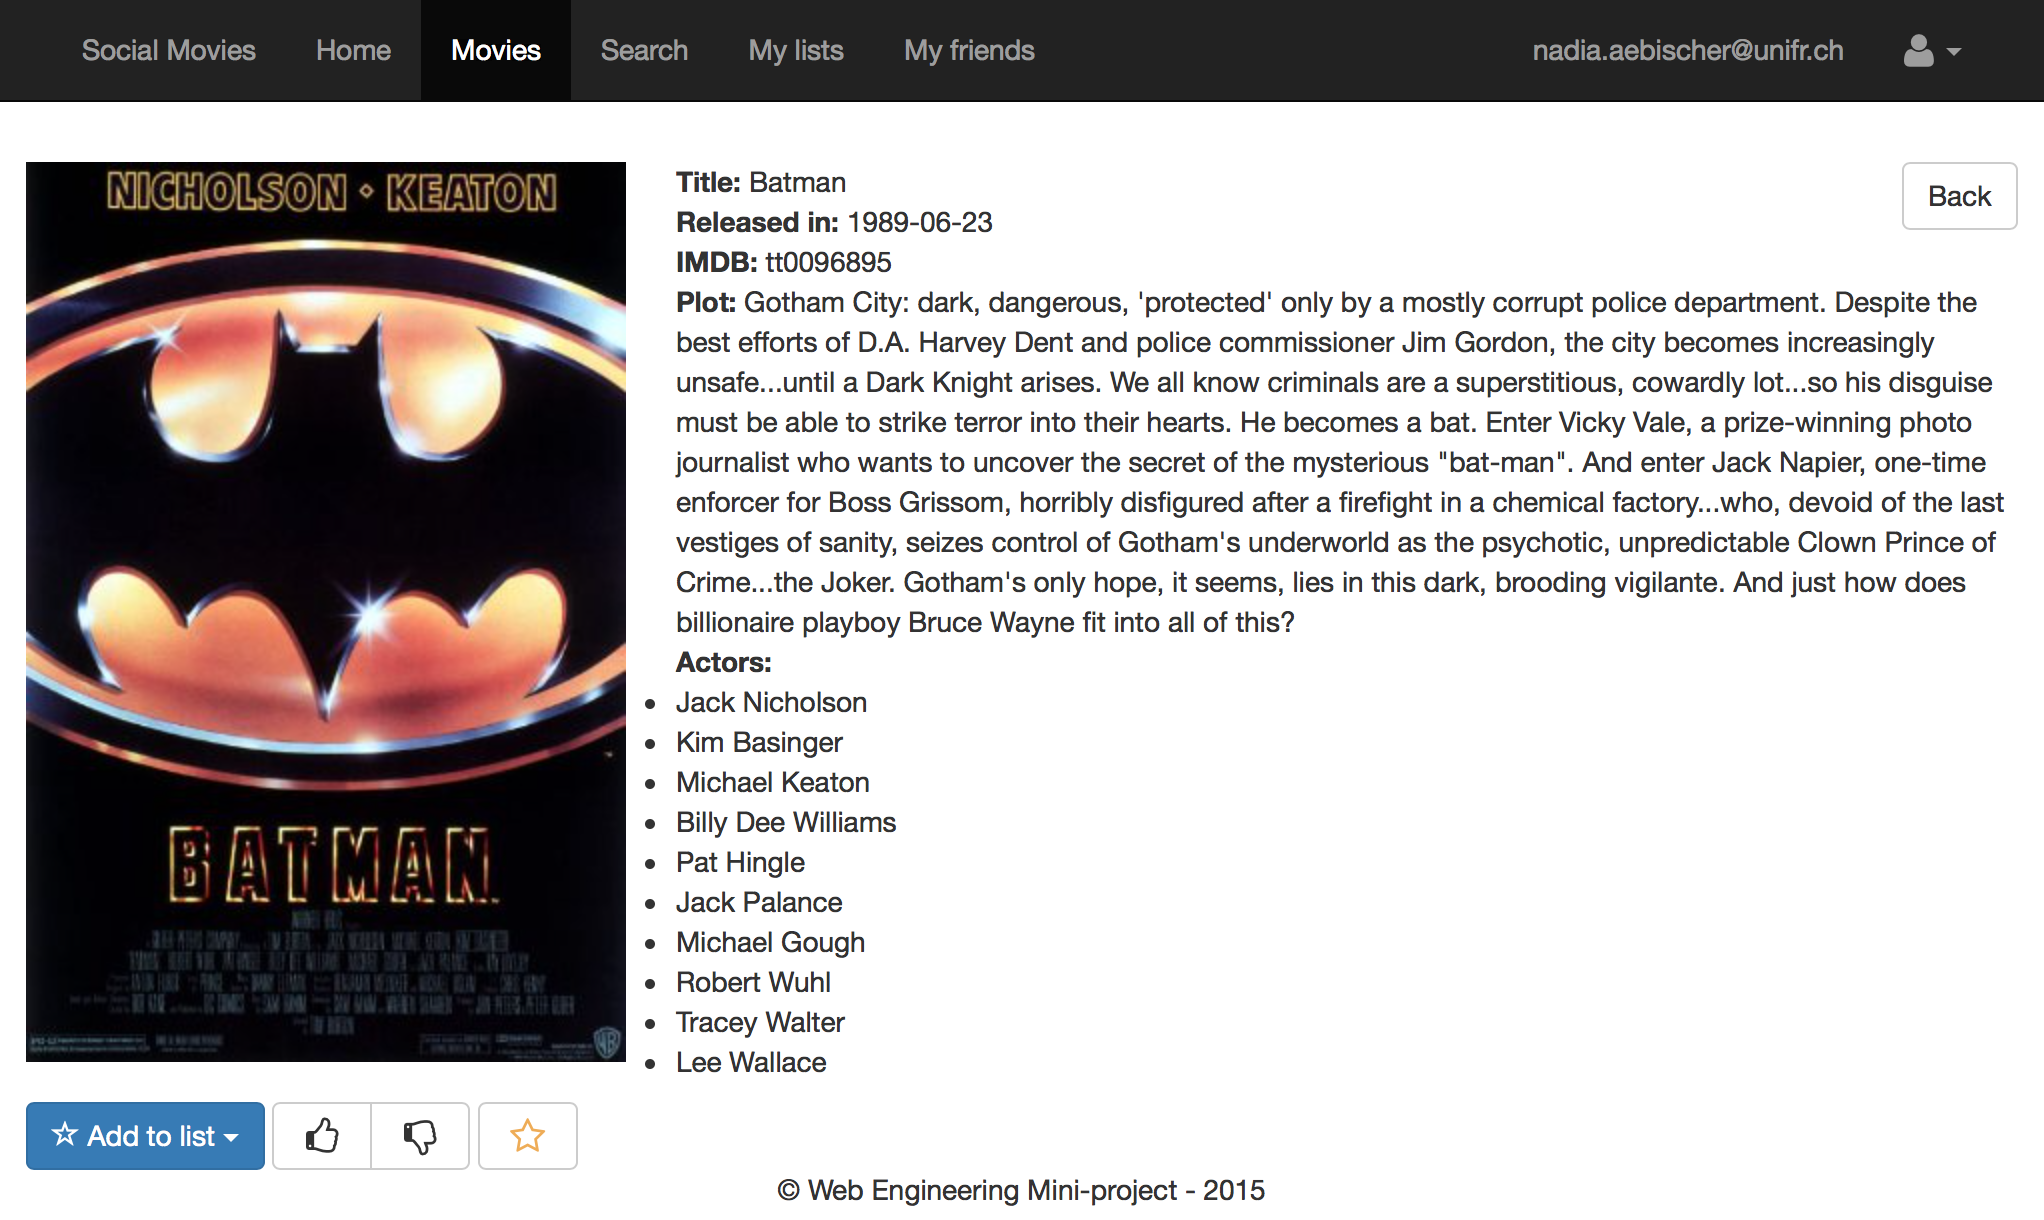 Social Movies Home Movies Search My lists My friends nadia.aebischer@unifr.ch
NICHOLSON · KEATON
BATMAN
Title: Batman
Back
Released in: 1989-06-23
IMDB: tt0096895
Plot: Gotham City: dark, dangerous, 'protected' only by a mostly corrupt police department. Despite the
best efforts of D.A. Harvey Dent and police commissioner Jim Gordon, the city becomes increasingly
unsafe...until a Dark Knight arises. We all know criminals are a superstitious, cowardly lot...so his disguise
must be able to strike terror into their hearts. He becomes a bat. Enter Vicky Vale, a prize-winning photo
journalist who wants to uncover the secret of the mysterious "bat-man". And enter Jack Napier, one-time
enforcer for Boss Grissom, horribly disfigured after a firefight in a chemical factory...who, devoid of the last
vestiges of sanity, seizes control of Gotham's underworld as the psychotic, unpredictable Clown Prince of
Crime...the Joker. Gotham's only hope, it seems, lies in this dark, brooding vigilante. And just how does
billionaire playboy Bruce Wayne fit into all of this?
Actors:
Jack Nicholson
Kim Basinger
Michael Keaton
Billy Dee Williams
Pat Hingle
Jack Palance
Michael Gough
Robert Wuhl
Tracey Walter
Lee Wallace
Add to list
© Web Engineering Mini-project - 2015